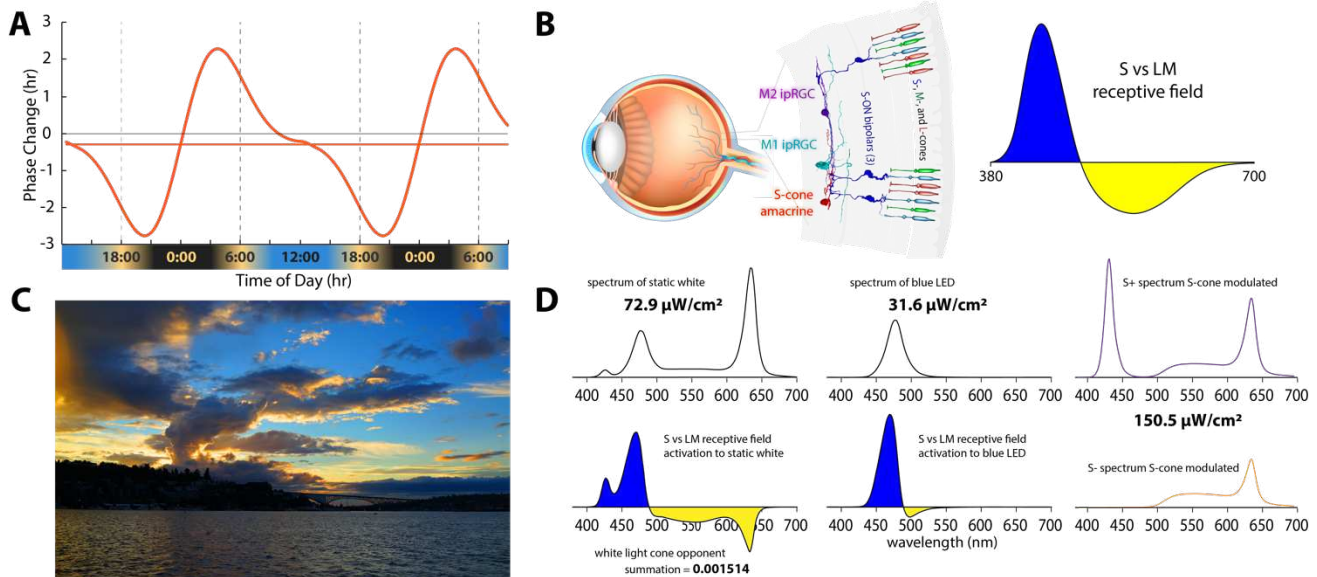 A
3
2
1
0
-1
-2
-3
Phase Change (hr)
18:00 0:00 6:00 12:00 18:00 0:00 6:00
Time of Day (hr)
B
M2 ipRGC
M1 ipRGC
S-cone
amacrine
S-ON bipolars (3)
S-, M-, and L-cones
S vs LM
receptive field
380
700
C
D
spectrum of static white
72.9 µW/cm²
400 450 500 550 600 650 700
spectrum of blue LED
31.6 µW/cm²
400 450 500 550 600 650 700
S+ spectrum S-cone modulated
400 450 500 550 600 650 700
150.5 µW/cm²
S vs LM receptive field
activation to static white
400 450 500 550 600 650 700
white light cone opponent
summation = 0.001514
S vs LM receptive field
activation to blue LED
400 450 500 550 600 650 700
wavelength (nm)
S- spectrum S-cone modulated
400 450 500 550 600 650 700